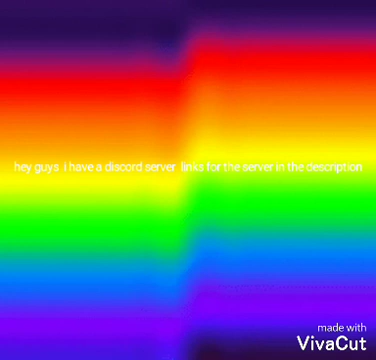 hey guys i have a discord server links for the server in the description
made with
VivaCut